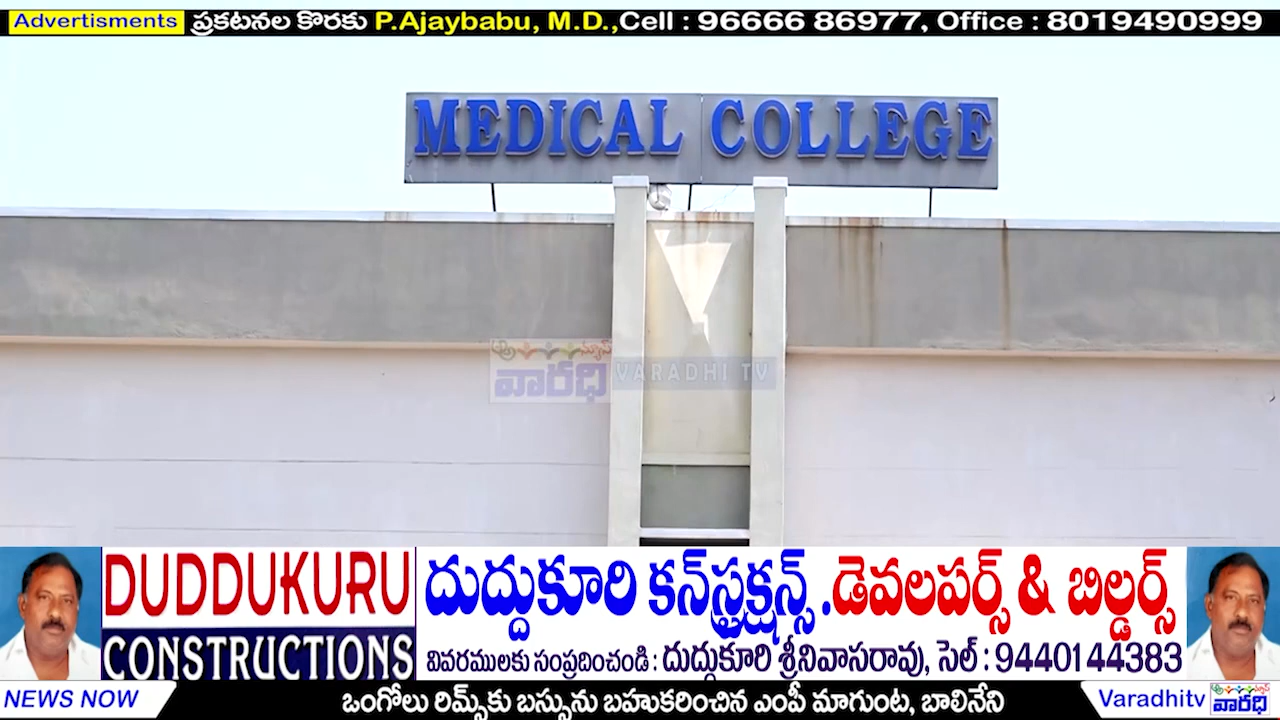 Advertisments ప్రకటనల కొరకు P.Ajaybabu, M.D.,Cell : 96666 86977, Office : 8019490999
MEDICAL COLLEGE
న్యూస్
వారధి VARADHI TV
DUDDUKURU
CONSTRUCTIONS
దుద్దుకూరి కన్‌స్ట్రక్షన్స్ .డెవలపర్స్ & బిల్డర్స్
వివరములకు సంప్రదించండి : దుద్దుకూరి శ్రీనివాసరావు, సెల్ : 9440144383
NEWS NOW ఒంగోలు రిమ్స్‌కు బస్సును బహుకరించిన ఎంపీ మాగుంట, బాలినేని Varadhitv వారధి